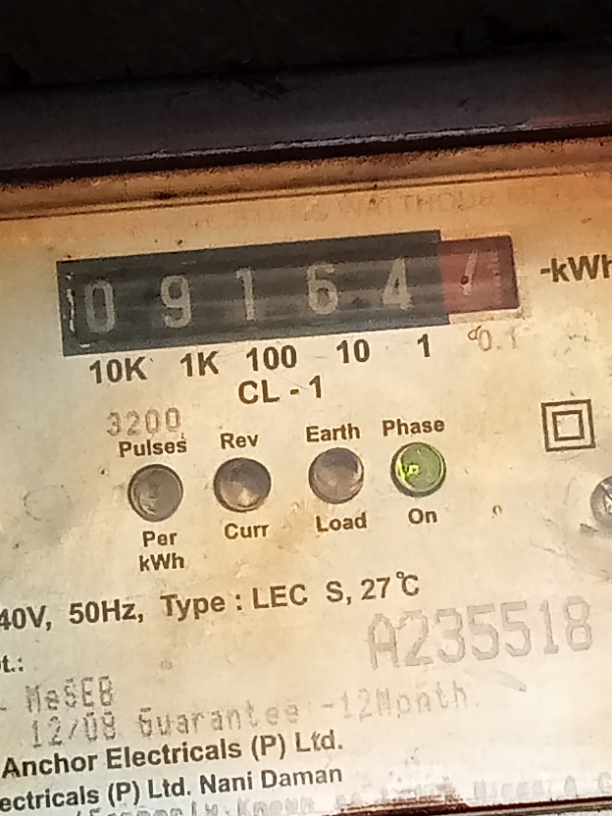 0 9 1 6 4
-kWh
10K 1K 100 10 1 0.1
CL - 1
3200
Pulses Rev Earth Phase
Per kWh Curr Load On
40V, 50Hz, Type : LEC S, 27°C
A235518
t.:
MeSEB
12/08 Guarantee -12Month.
Anchor Electricals (P) Ltd.
ectricals (P) Ltd. Nani Daman